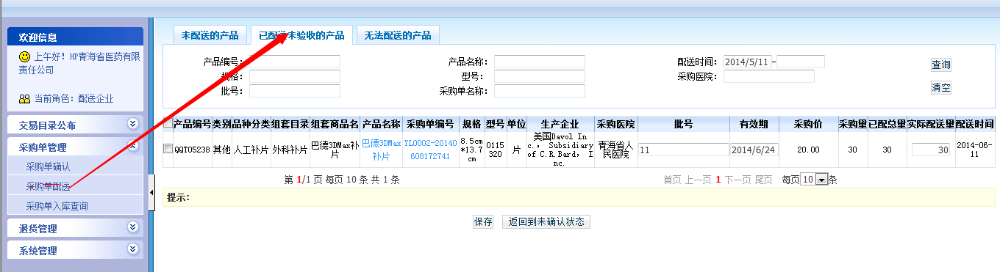 欢迎信息
上午好！HP青海省医药有限
责任公司
当前角色：配送企业
交易目录公布
采购单管理
采购单确认
采购单配送
采购单入库查询
退货管理
系统管理
未配送的产品 已配送未验收的产品 无法配送的产品
产品编号： 产品名称： 配送时间： 2014/5/11 - 查询
规格： 型号： 采购医院：
批号： 采购单名称： 清空
产品编号 类别 品种分类 组套目录 组套商品名 产品名称 采购单编号 规格 型号 单位 生产企业 采购医院 批号 有效期 采购价 采购量 已配总量 实际配送量 配送时间
QQT05238 其他 人工补片 外科补片 巴德3DMax补片 巴德3DMax补片 YL0002-20140608172741 8.5cm*13.7cm 0115320 片 美国Davol Inc.， Subsidiary of C.R.Bard， Inc. 青海省人民医院 11 2014/6/24 20.00 30 30 30 2014-06-11
第 1/1 页 每页 10 条 共 1 条 首页 上一页 1 下一页 尾页 每页 10 条
提示：
保存 返回到未确认状态